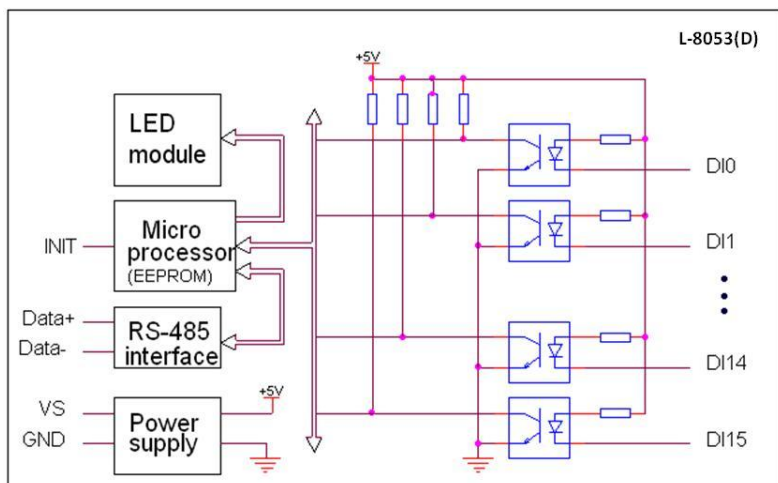 L-8053(D)
+5V
LED
module
DI0
Micro
processor
(EEPROM)
INIT
DI1
Data+
Data-
RS-485
interface
DI14
+5V
VS
GND
Power
supply
DI15